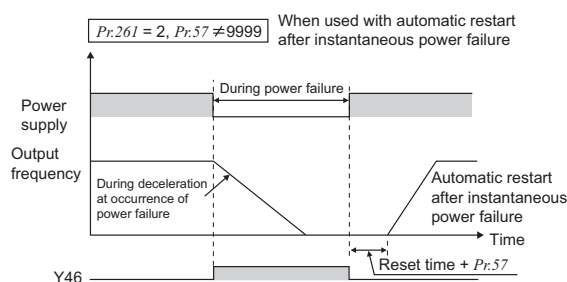 Pr.261 = 2, Pr.57 ≠ 9999
When used with automatic restart
after instantaneous power failure
During power failure
Power
supply
Output
frequency
During deceleration
at occurrence of
power failure
Automatic restart
after instantaneous
power failure
Time
Reset time + Pr.57
Y46